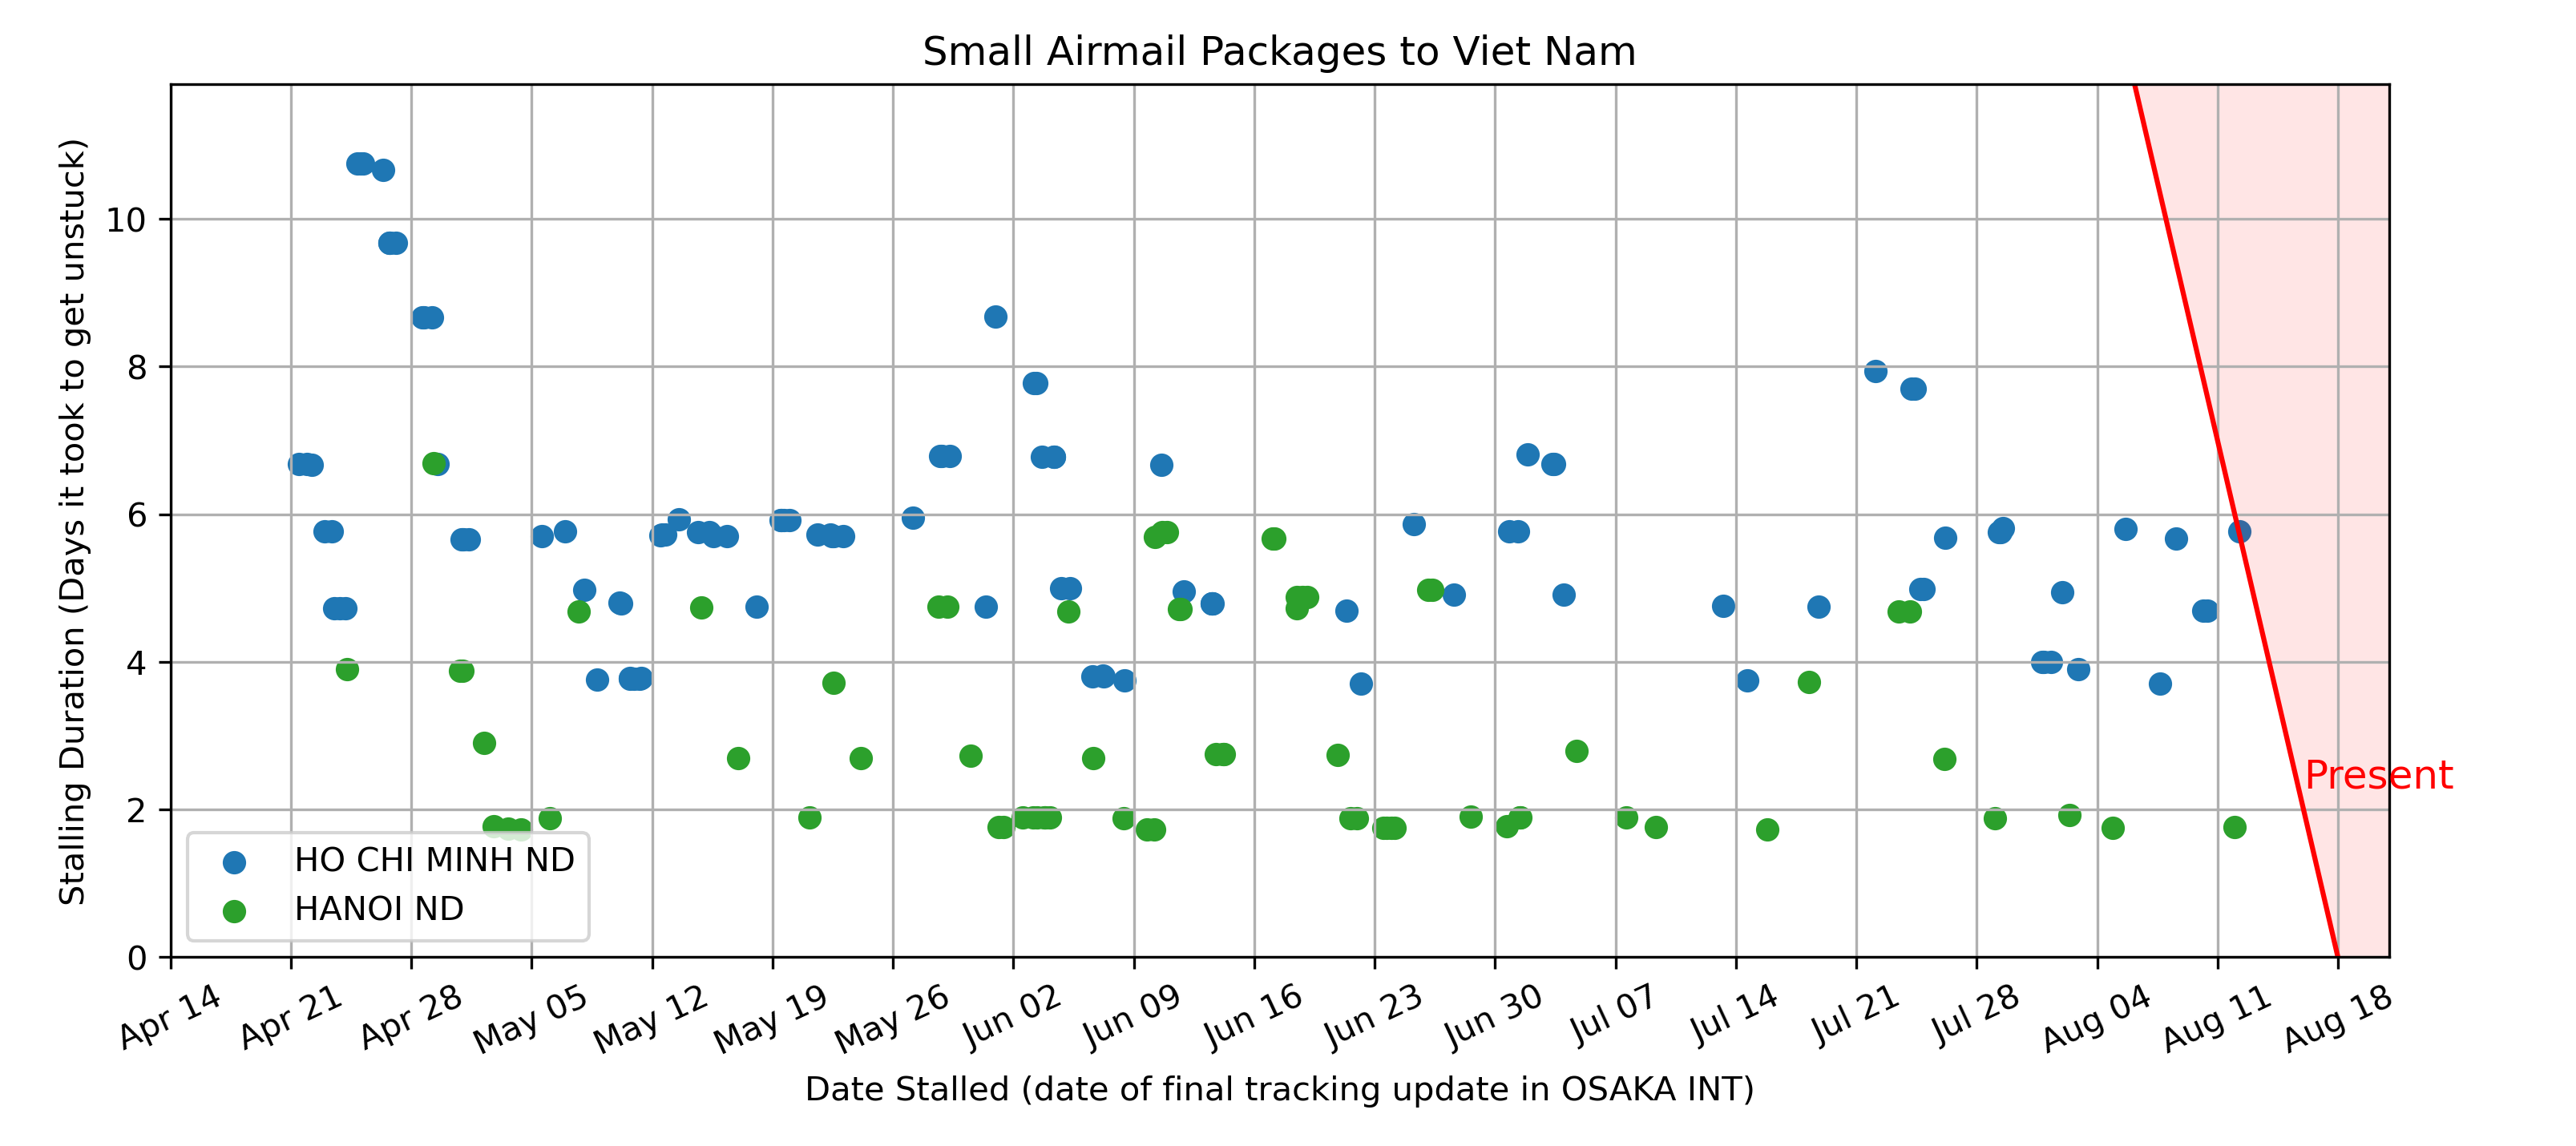 Small Airmail Packages to Viet Nam
Stalling Duration (Days it took to get unstuck)
10
8
6
4
2
0
Present
HO CHI MINH ND
HANOI ND
Apr 14
Apr 21
Apr 28
May 05
May 12
May 19
May 26
Jun 02
Jun 09
Jun 16
Jun 23
Jun 30
Jul 07
Jul 14
Jul 21
Jul 28
Aug 04
Aug 11
Aug 18
Date Stalled (date of final tracking update in OSAKA INT)